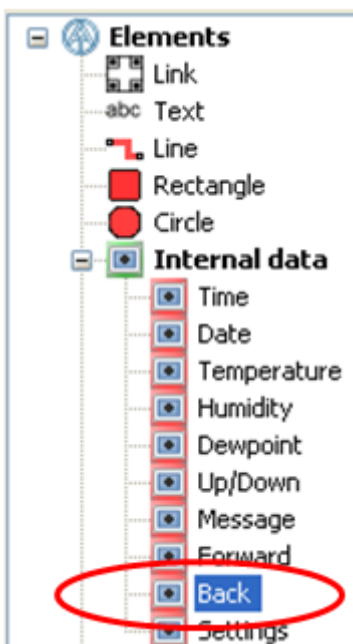 Elements
Link
abc Text
Line
Rectangle
Circle
Internal data
Time
Date
Temperature
Humidity
Dewpoint
Up/Down
Message
Forward
Back
Settings